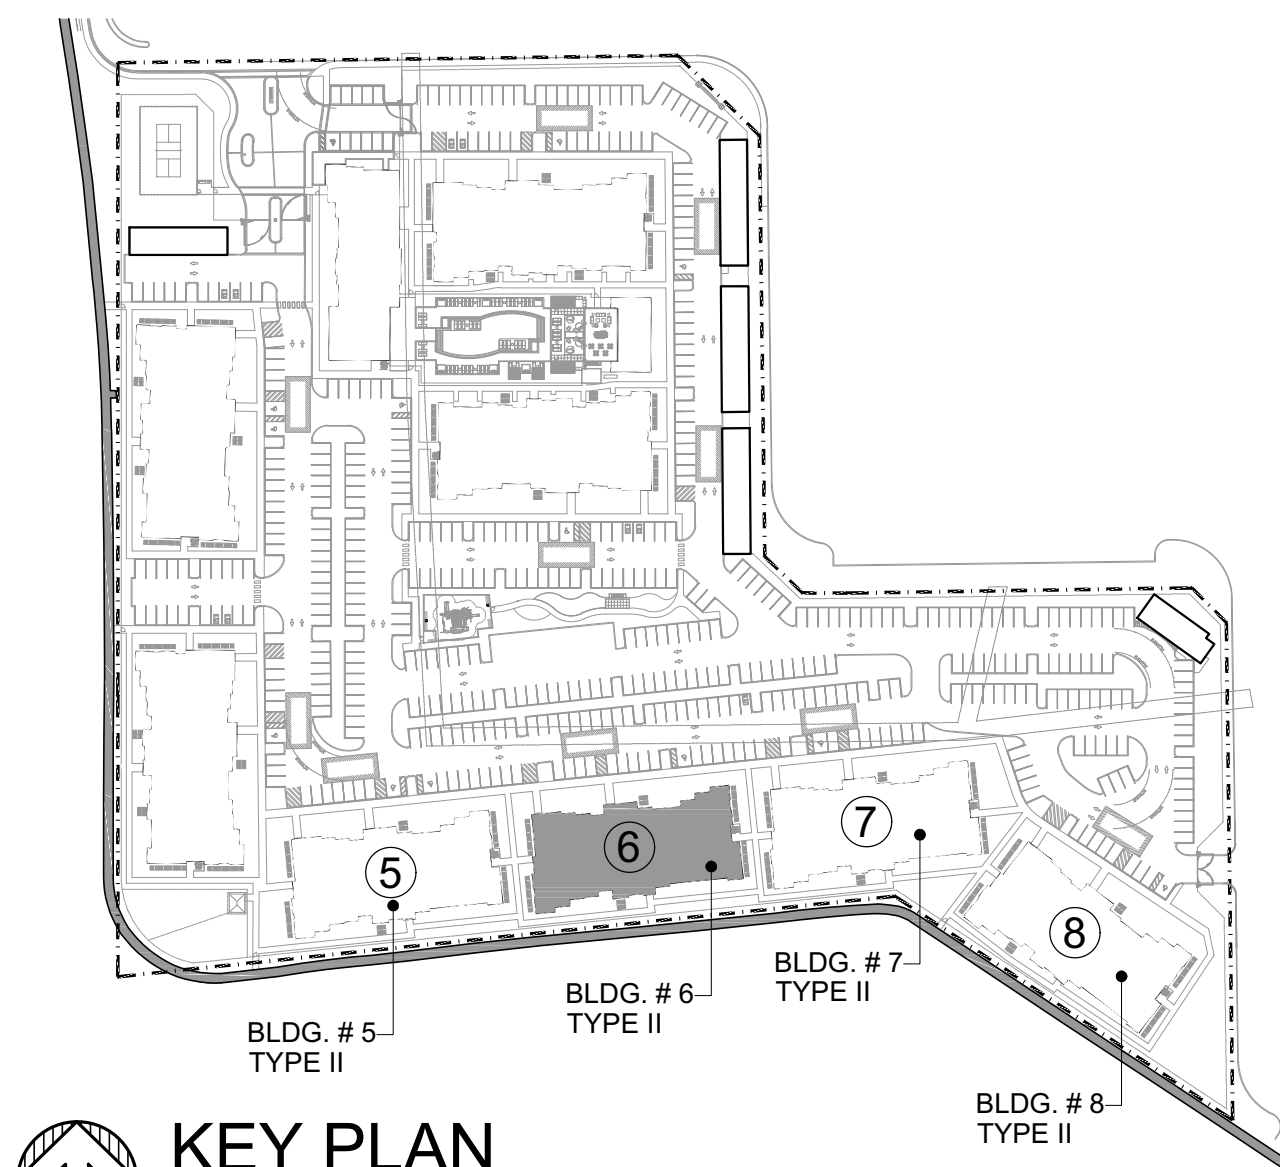 5
6
7
8
BLDG. # 5
TYPE II
BLDG. # 6
TYPE II
BLDG. # 7
TYPE II
BLDG. # 8
TYPE II
KEY PLAN